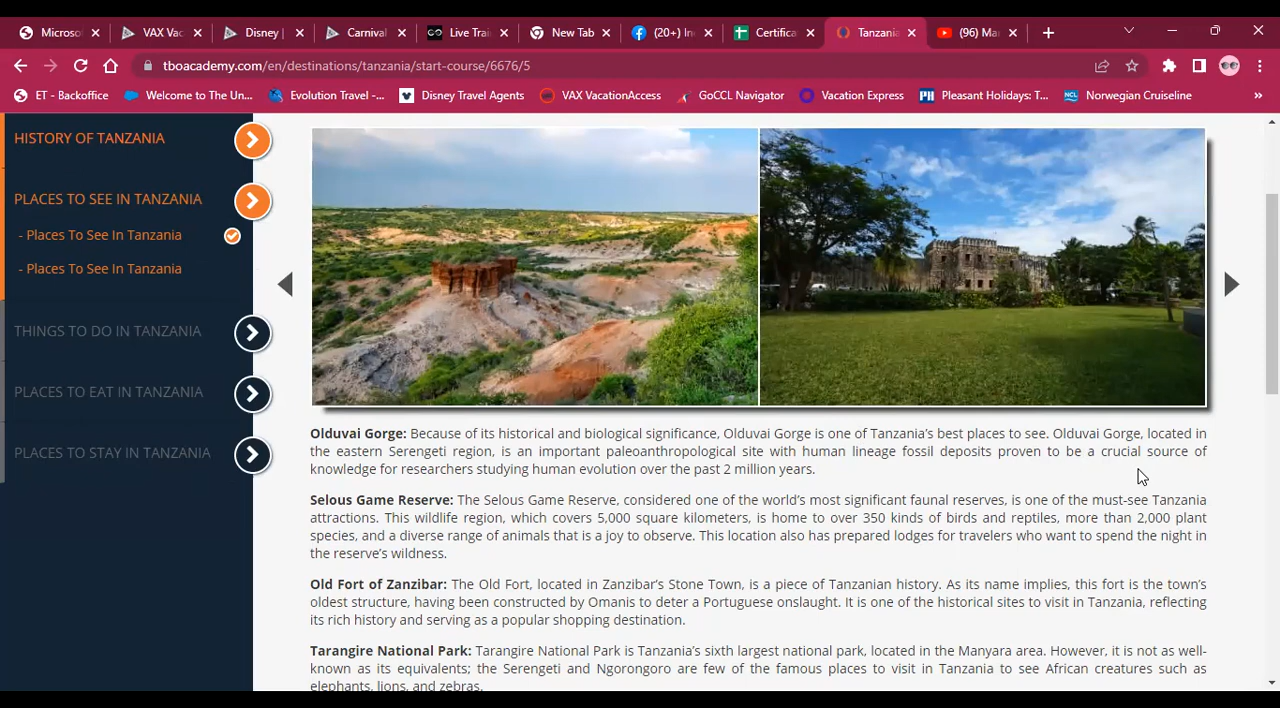 Microso
VAX Vac
Disney |
Carnival
Live Trai
New Tab
(20+) In
Certifica
Tanzania
(96) Ma
tboacademy.com/en/destinations/tanzania/start-course/6676/5
ET - Backoffice
Welcome to The Un...
Evolution Travel -...
Disney Travel Agents
VAX VacationAccess
GoCCL Navigator
Vacation Express
PH
Pleasant Holidays: T...
NCL
Norwegian Cruiseline
HISTORY OF TANZANIA
PLACES TO SEE IN TANZANIA
- Places To See In Tanzania
- Places To See In Tanzania
THINGS TO DO IN TANZANIA
PLACES TO EAT IN TANZANIA
PLACES TO STAY IN TANZANIA
Olduvai Gorge: Because of its historical and biological significance, Olduvai Gorge is one of Tanzania's best places to see. Olduvai Gorge, located in
the eastern Serengeti region, is an important paleoanthropological site with human lineage fossil deposits proven to be a crucial source of
knowledge for researchers studying human evolution over the past 2 million years.
Selous Game Reserve: The Selous Game Reserve, considered one of the world's most significant faunal reserves, is one of the must-see Tanzania
attractions. This wildlife region, which covers 5,000 square kilometers, is home to over 350 kinds of birds and reptiles, more than 2,000 plant
species, and a diverse range of animals that is a joy to observe. This location also has prepared lodges for travelers who want to spend the night in
the reserve's wildness.
Old Fort of Zanzibar: The Old Fort, located in Zanzibar's Stone Town, is a piece of Tanzanian history. As its name implies, this fort is the town's
oldest structure, having been constructed by Omanis to deter a Portuguese onslaught. It is one of the historical sites to visit in Tanzania, reflecting
its rich history and serving as a popular shopping destination.
Tarangire National Park: Tarangire National Park is Tanzania's sixth largest national park, located in the Manyara area. However, it is not as well-
known as its equivalents; the Serengeti and Ngorongoro are few of the famous places to visit in Tanzania to see African creatures such as
elephants, lions, and zebras.